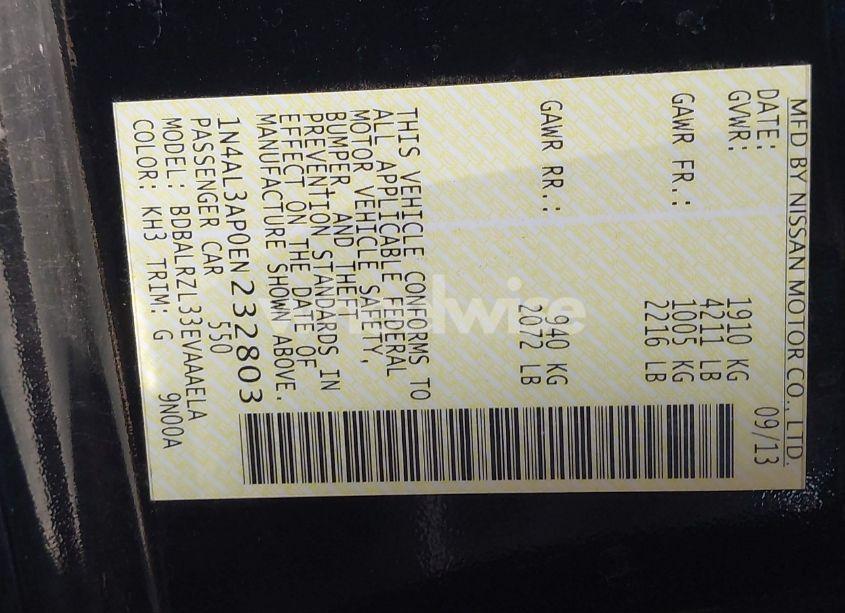 MFD BY NISSAN MOTOR CO., LTD.
DATE: 09/13
GVWR: 1910 KG
4211 LB
GAWR FR.: 1005 KG
2216 LB
GAWR RR.: 940 KG
2072 LB
THIS VEHICLE CONFORMS TO
ALL APPLICABLE FEDERAL
MOTOR VEHICLE SAFETY,
BUMPER AND THEFT
PREVENTION STANDARDS IN
EFFECT ON THE DATE OF
MANUFACTURE SHOWN ABOVE.
1N4AL3AP0EN232803
PASSENGER CAR 550
MODEL: BDBALRZL33EVAAAELA
COLOR: KH3 TRIM: G 9N00A